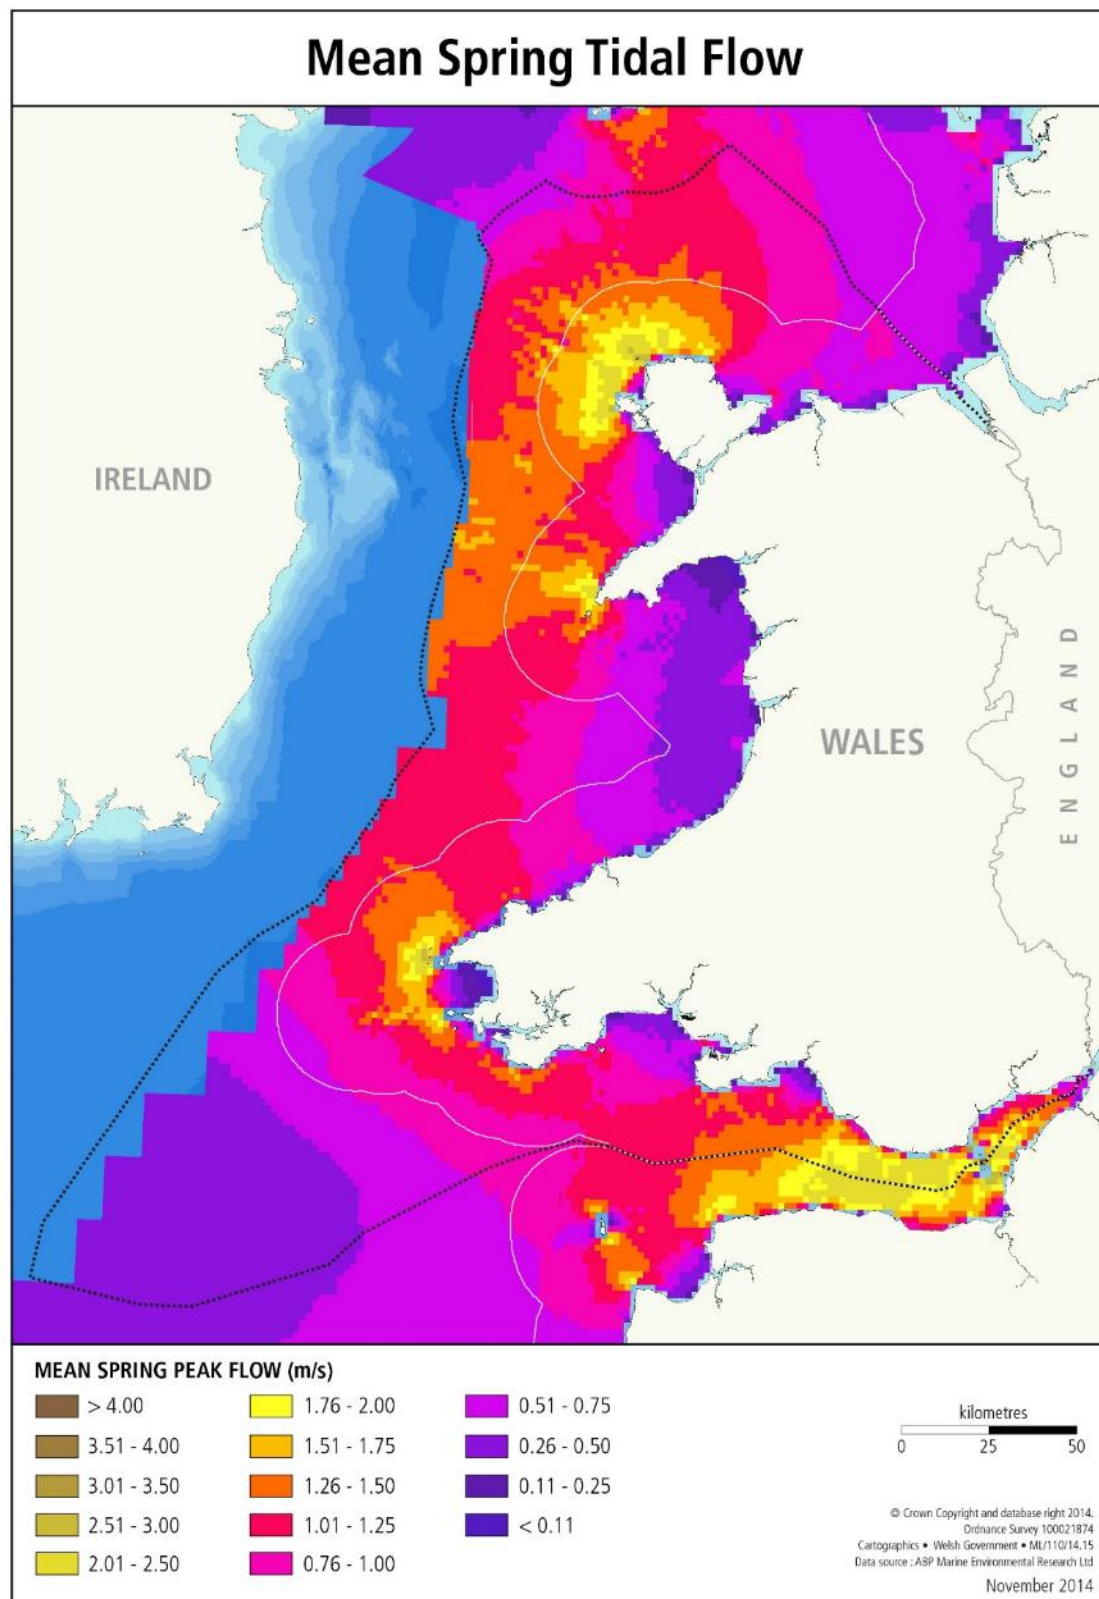 Mean Spring Tidal Flow
IRELAND
WALES
ENGLAND
MEAN SPRING PEAK FLOW (m/s)
> 4.00
3.51 - 4.00
3.01 - 3.50
2.51 - 3.00
2.01 - 2.50
1.76 - 2.00
1.51 - 1.75
1.26 - 1.50
1.01 - 1.25
0.76 - 1.00
0.51 - 0.75
0.26 - 0.50
0.11 - 0.25
< 0.11
kilometres
0 25 50
© Crown Copyright and database right 2014.
Ordnance Survey 100021874
Cartographics • Welsh Government • ML/110/14.15
Data source : ABP Marine Environmental Research Ltd
November 2014